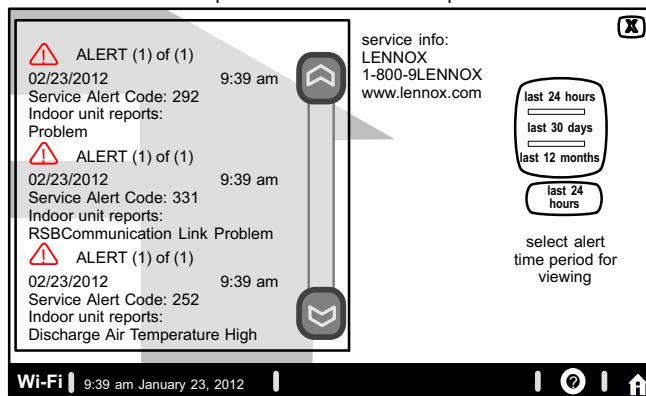 ALERT (1) of (1)
02/23/2012 9:39 am
Service Alert Code: 292
Indoor unit reports:
Problem
ALERT (1) of (1)
02/23/2012 9:39 am
Service Alert Code: 331
Indoor unit reports:
RSBCommunication Link Problem
ALERT (1) of (1)
02/23/2012 9:39 am
Service Alert Code: 252
Indoor unit reports:
Discharge Air Temperature High
service info:
LENNOX
1-800-9LENNOX
www.lennox.com
X
last 24 hours
last 30 days
last 12 months
last 24
hours
select alert
time period for
viewing
Wi-Fi 9:39 am January 23, 2012 ?